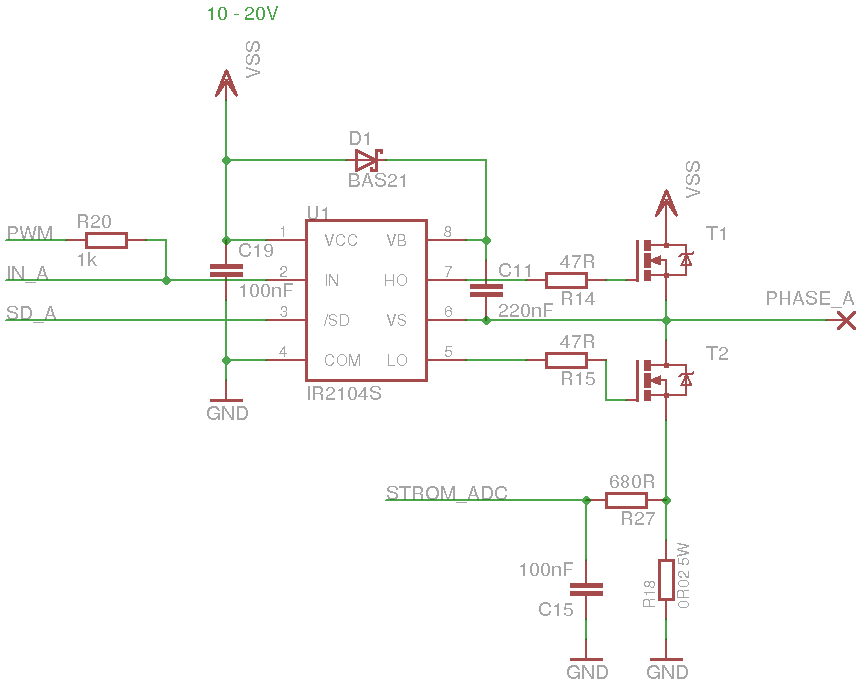 10 - 20V
VSS
D1
BAS21
VSS
U1
T1
PWM
R20
1k
1
VCC
VB
8
C19
100nF
IN_A
2
IN
HO
7
C11
220nF
47R
R14
SD_A
3
/SD
VS
6
PHASE_A
4
COM
LO
5
47R
R15
T2
IR2104S
GND
STROM_ADC
680R
R27
100nF
C15
R18
0R02 5W
GND
GND